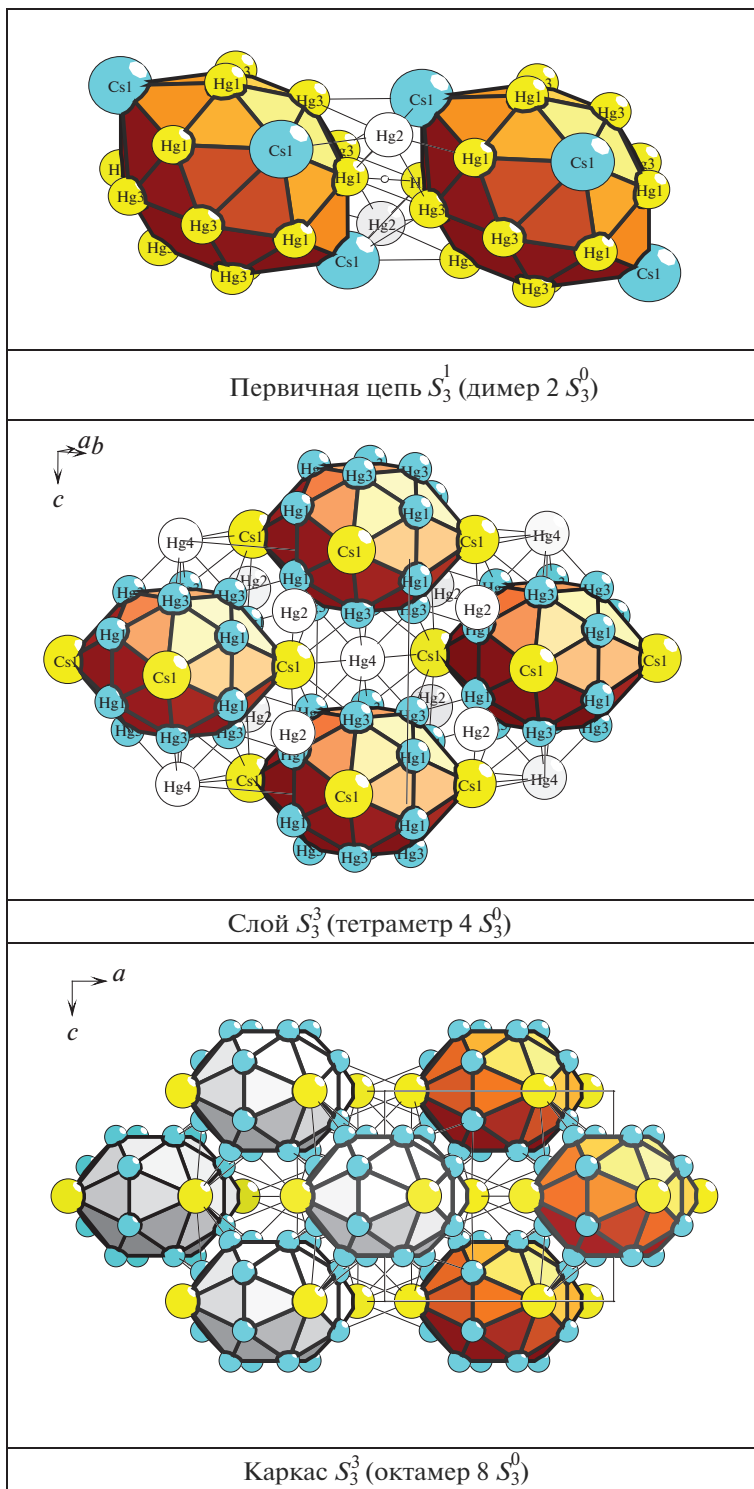 Cs1 Hg1 Hg3 Cs1
Hg1 Hg3
Hg2
Hg1 Cs1 Hg1 Cs1
Hg1 Hg1
Hg3 Hg3
Hg3 Hg2 Hg3
Hg1 Hg1
Cs1 Cs1
Hg3 Hg3
Первичная цепь S₃¹ (димер 2 S₃⁰)
a b
c
Hg3 Hg3
Hg4 Cs1 Hg1 Cs1 Hg1 Cs1 Hg4
Hg1 Hg2 Hg1 Hg2
Hg3 Hg3 Hg2 Hg3 Hg3 Hg2 Hg3
Hg1 Hg1 Hg1
Cs1 Cs1 Cs1 Hg4 Cs1 Cs1 Cs1
Hg1 Hg1 Hg1 Hg2 Hg1
Hg3 Hg2 Hg3 Hg3 Hg3
Hg2 Hg1 Hg2
Hg4 Cs1 Cs1 Cs1 Hg4
Hg1 Hg1
Hg3 Hg3 Hg3
Слой S₃³ (тетраметр 4 S₃⁰)
a
c
Каркас S₃³ (октамер 8 S₃⁰)